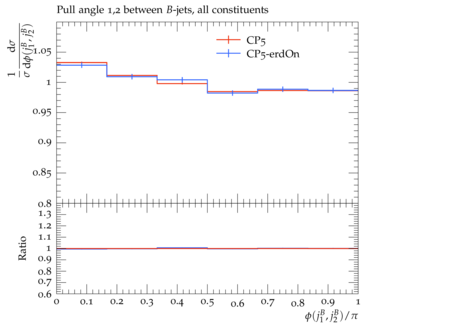 Pull angle 1,2 between B-jets, all constituents
1/σ dσ/dϕ(j₁ᴮ, j₂ᴮ)
CP5
CP5-erdOn
1.05
1
0.95
0.9
0.85
0.8
Ratio
1.3
1.2
1.1
1
0.9
0.8
0.7
0.6
0 0.1 0.2 0.3 0.4 0.5 0.6 0.7 0.8 0.9 1
ϕ(j₁ᴮ, j₂ᴮ)/π